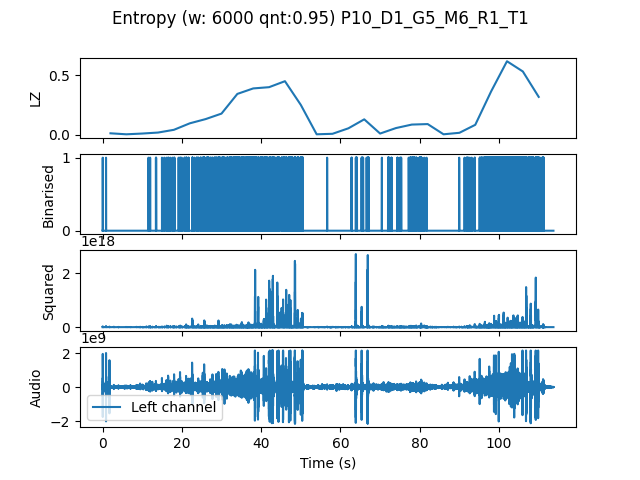 Entropy (w: 6000 qnt:0.95) P10_D1_G5_M6_R1_T1
0.5
LZ
0.0
1
Binarised
0
1e18
2
Squared
0
1e9
2
Audio
0
−2
Left channel
0 20 40 60 80 100
Time (s)